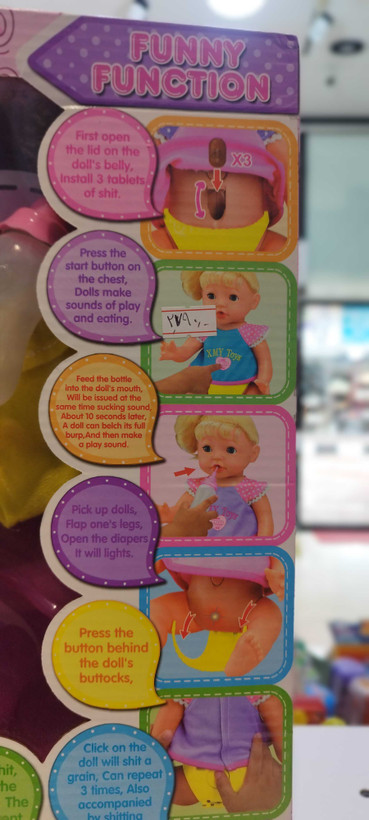 FUNNY
FUNCTION
First open
the lid on the
doll's belly,
Install 3 tablets
of shit.
X3
Press the
start button on
the chest,
Dolls make
sounds of play
and eating.
Feed the bottle
into the doll's mouth,
Will be issued at the
same time sucking sound,
About 10 seconds later,
A doll can belch its full
burp,And then make
a play sound.
Pick up dolls,
Flap one's legs,
Open the diapers
It will lights.
Press the
button behind
the doll's
buttocks,
Click on the
doll will shit a
grain, Can repeat
3 times, Also
accompanied
by shitting
hit,
the
The